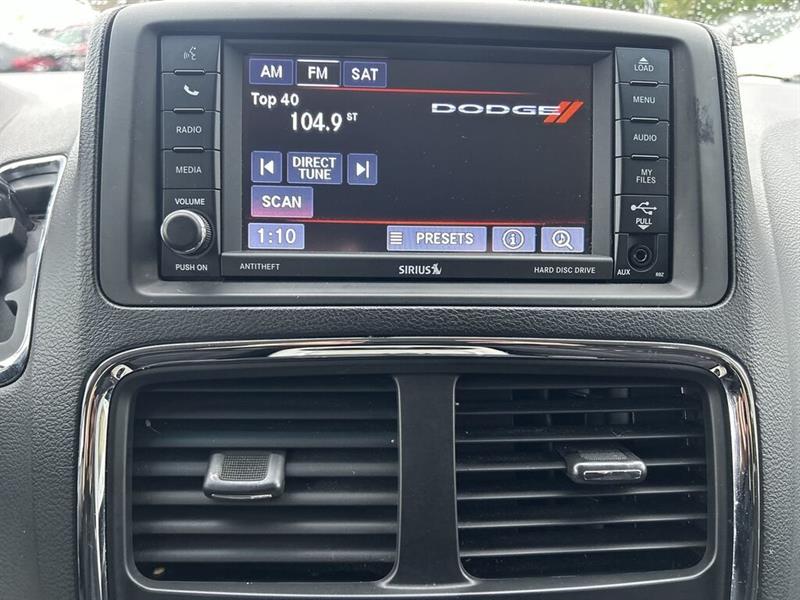 AM FM SAT
Top 40
104.9 ST
DODGE
DIRECT
TUNE
SCAN
1:10
PRESETS
RADIO
MEDIA
VOLUME
PUSH ON
LOAD
MENU
AUDIO
MY
FILES
PULL
AUX
RBZ
ANTITHEFT
SIRIUS
HARD DISC DRIVE